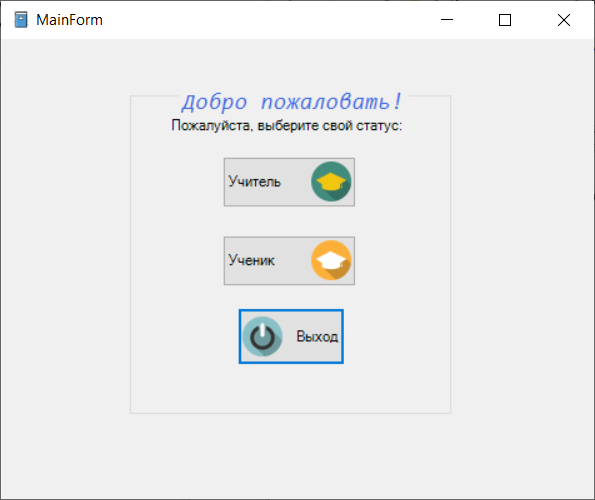 MainForm
Добро пожаловать!
Пожалуйста, выберите свой статус:
Учитель
Ученик
Выход